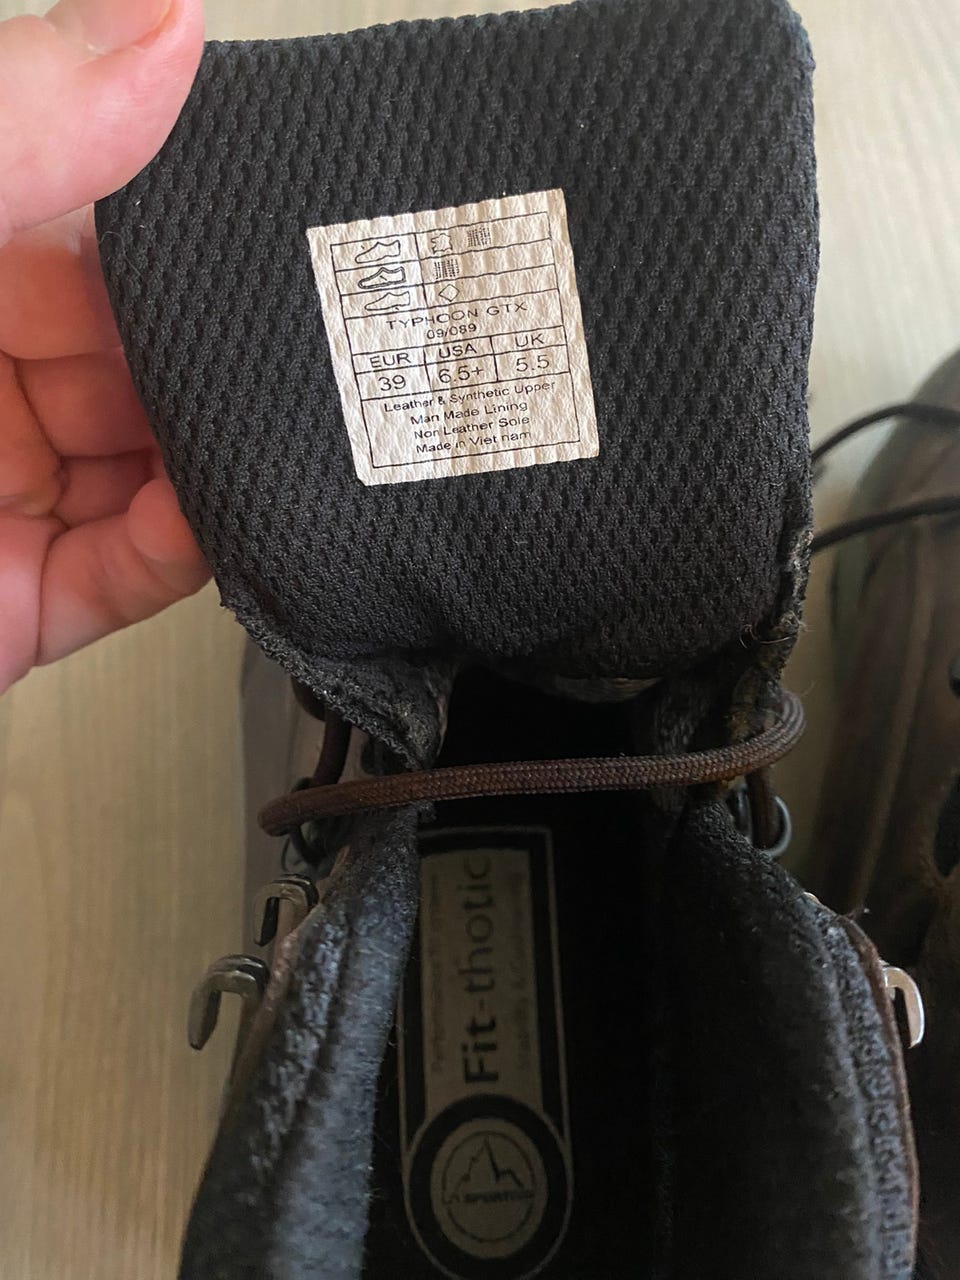 TYPHOON GTX
09/089
EUR USA UK
39 6.5+ 5.5
Leather & Synthetic Upper
Man Made Lining
Non Leather Sole
Made in Viet nam
Fit-thotic